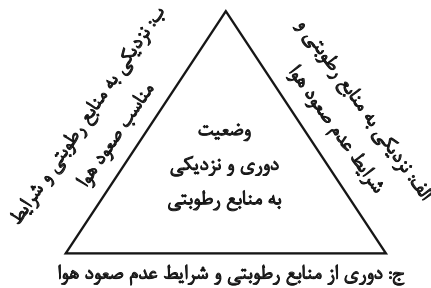 الف: نزدیکی به منابع رطوبتی و
شرایط عدم صعود هوا
ب: نزدیکی به منابع رطوبتی و شرایط
مناسب صعود هوا
وضعیت
دوری و نزدیکی
به منابع رطوبتی
ج: دوری از منابع رطوبتی و شرایط عدم صعود هوا